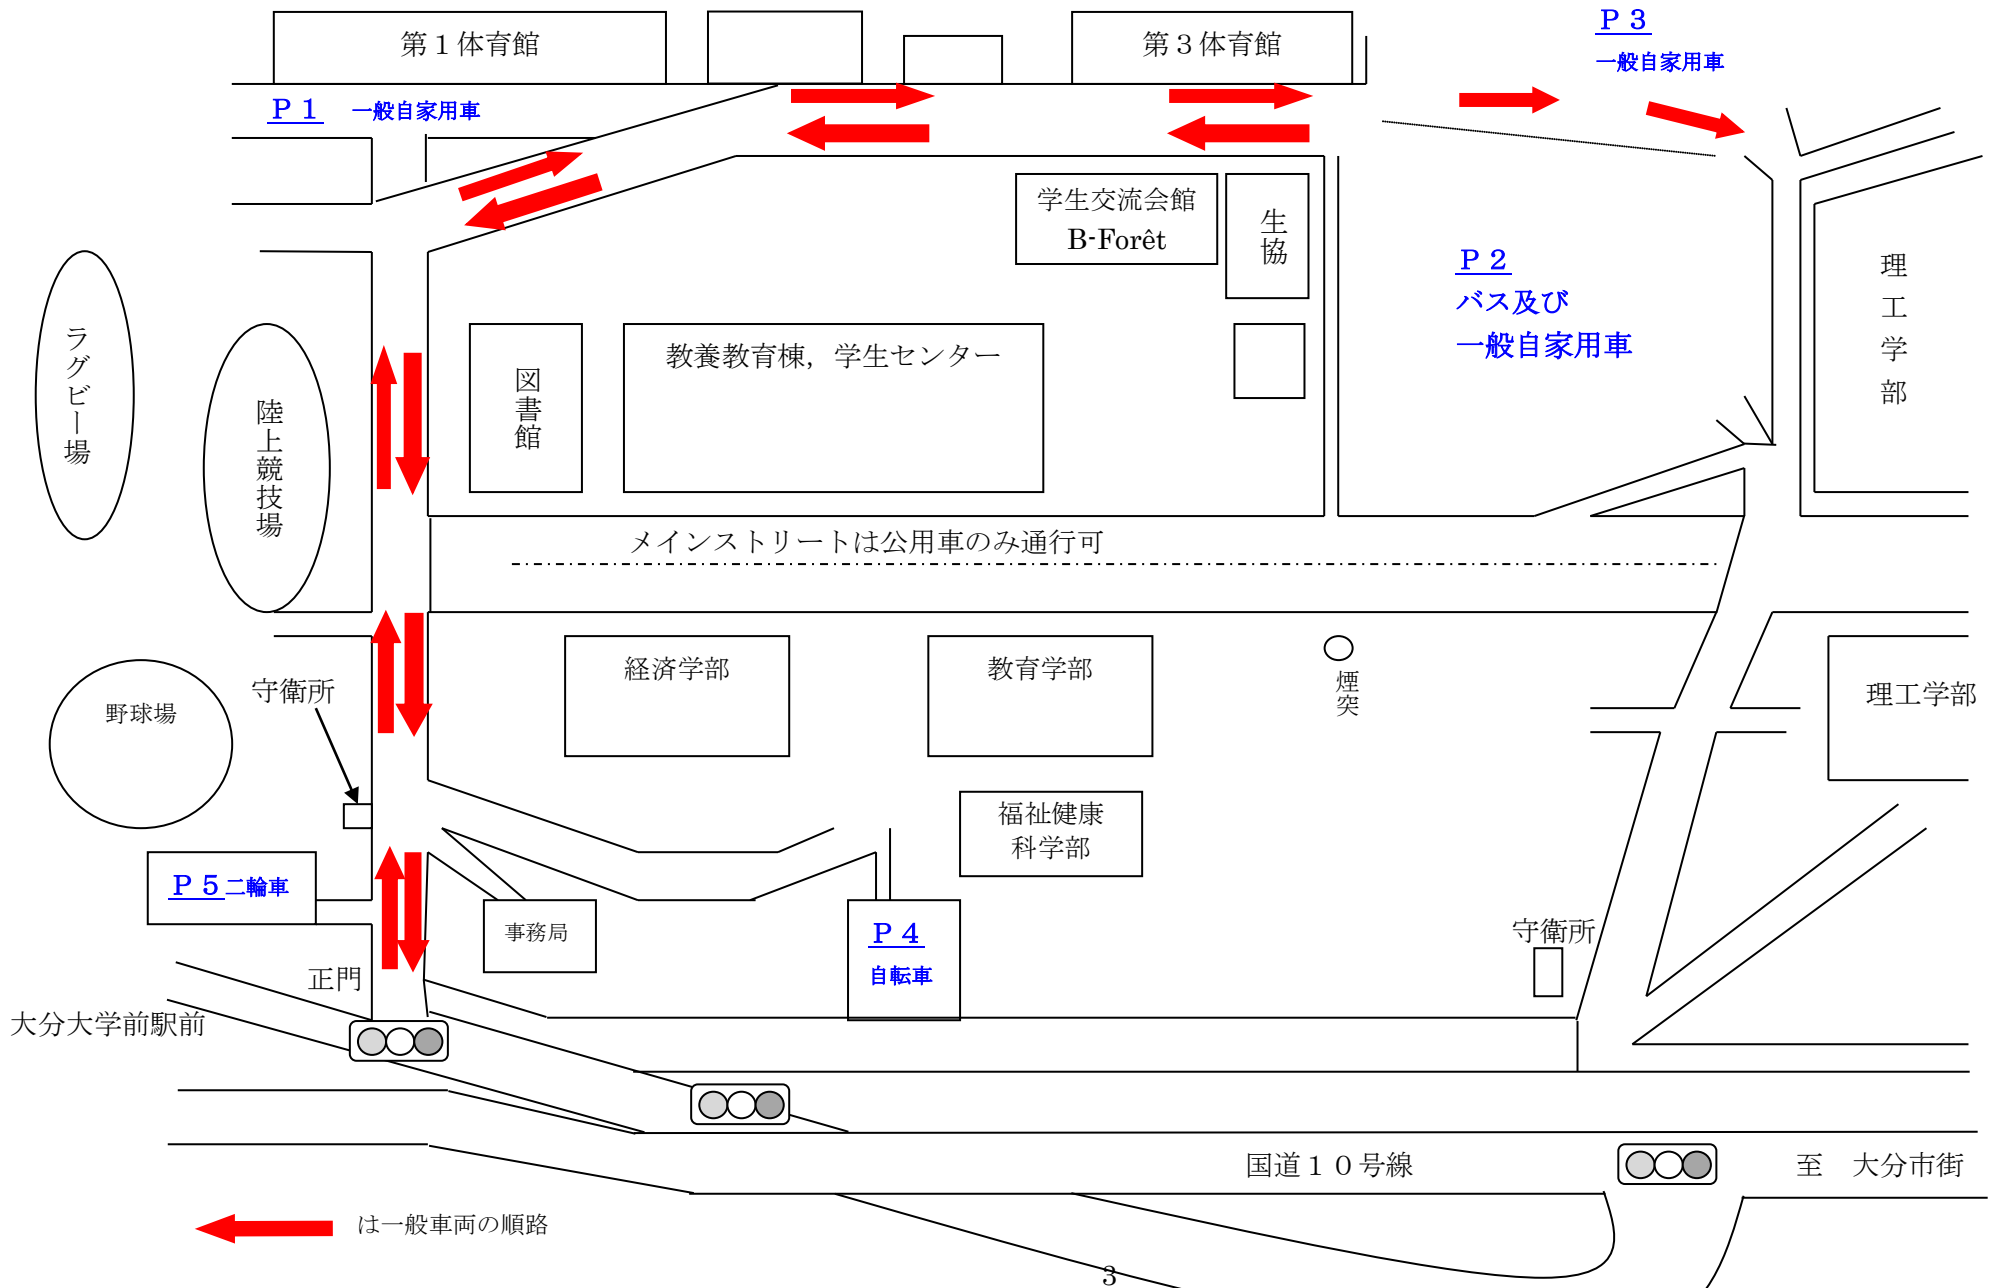 第１体育館
第３体育館
Ｐ３
一般自家用車
Ｐ１ 一般自家用車
学生交流会館
B-Forêt
生協
Ｐ２
バス及び
一般自家用車
理工学部
ラグビー場
陸上競技場
図書館
教養教育棟，学生センター
メインストリートは公用車のみ通行可
経済学部
教育学部
煙突
理工学部
守衛所
野球場
福祉健康
科学部
Ｐ５二輪車
事務局
Ｐ４
自転車
守衛所
正門
大分大学前駅前
国道１０号線
至　大分市街
は一般車両の順路
3